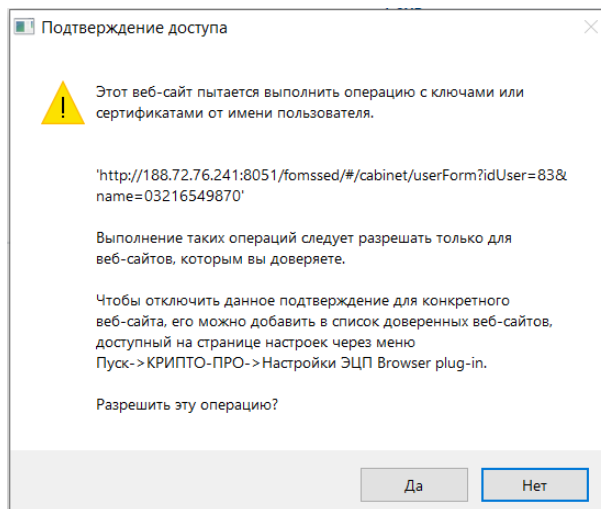 Подтверждение доступа
Этот веб-сайт пытается выполнить операцию с ключами или
сертификатами от имени пользователя.
'http://188.72.76.241:8051/fomssed/#/cabinet/userForm?idUser=83&
name=03216549870'
Выполнение таких операций следует разрешать только для
веб-сайтов, которым вы доверяете.
Чтобы отключить данное подтверждение для конкретного
веб-сайта, его можно добавить в список доверенных веб-сайтов,
доступный на странице настроек через меню
Пуск->КРИПТО-ПРО->Настройки ЭЦП Browser plug-in.
Разрешить эту операцию?
Да
Нет